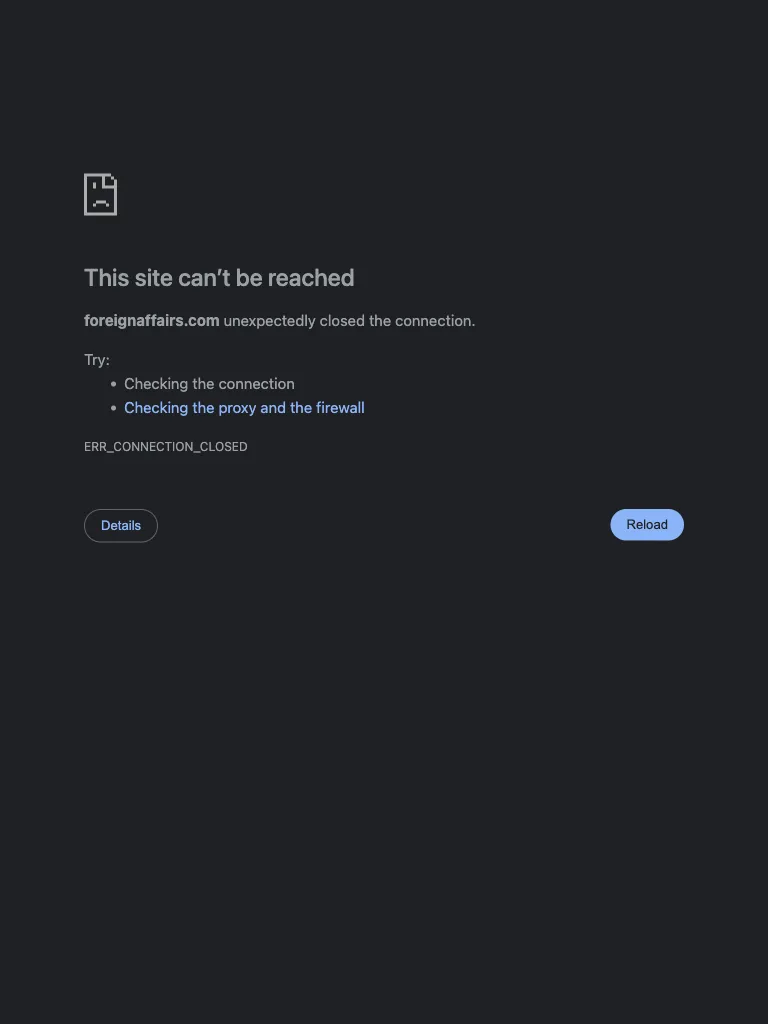 This site can’t be reached
foreignaffairs.com unexpectedly closed the connection.
Try:
• Checking the connection
• Checking the proxy and the firewall
ERR_CONNECTION_CLOSED
Details
Reload